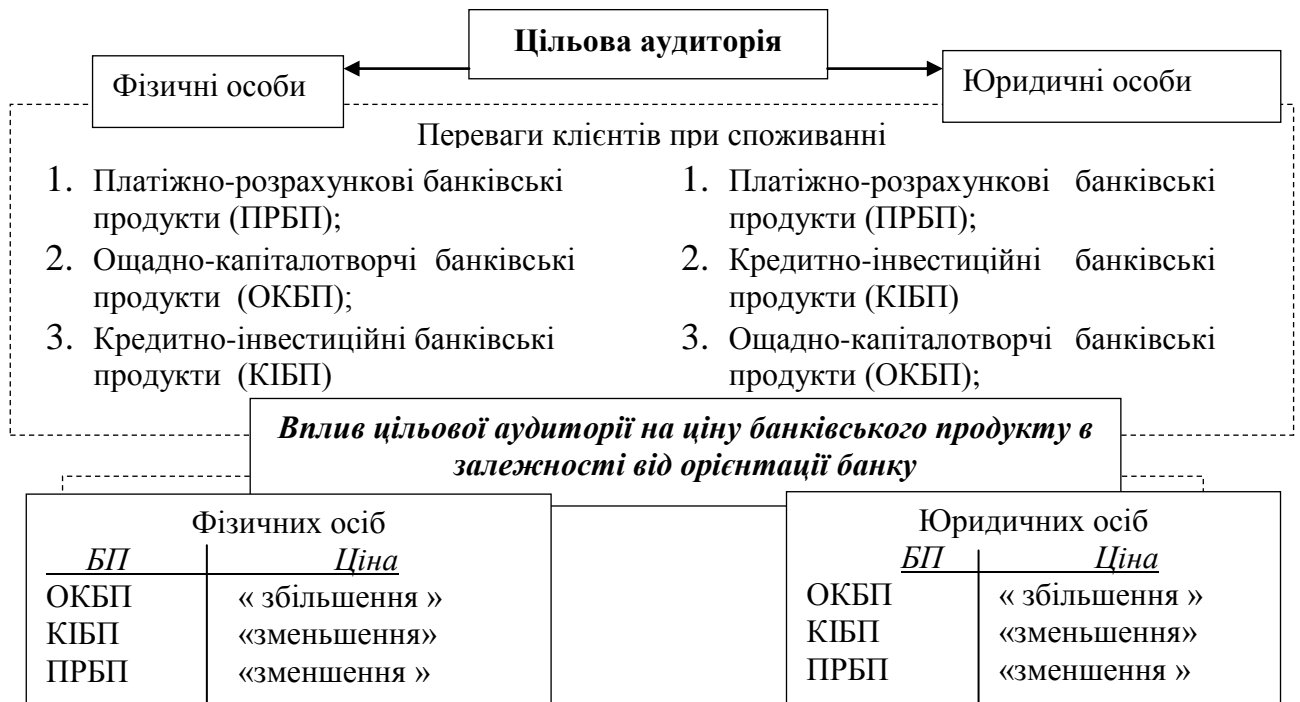 Цільова аудиторія
Фізичні особи
Юридичні особи
Переваги клієнтів при споживанні
1. Платіжно-розрахункові банківські
продукти (ПРБП);
2. Ощадно-капіталотворчі банківські
продукти (ОКБП);
3. Кредитно-інвестиційні банківські
продукти (КІБП)
1. Платіжно-розрахункові банківські
продукти (ПРБП);
2. Кредитно-інвестиційні банківські
продукти (КІБП)
3. Ощадно-капіталотворчі банківські
продукти (ОКБП);
Вплив цільової аудиторії на ціну банківського продукту в
залежності від орієнтації банку
Фізичних осіб
БП Ціна
ОКБП « збільшення »
КІБП «зменьшення»
ПРБП «зменшення »
Юридичних осіб
БП Ціна
ОКБП « збільшення »
КІБП «зменьшення»
ПРБП «зменшення »